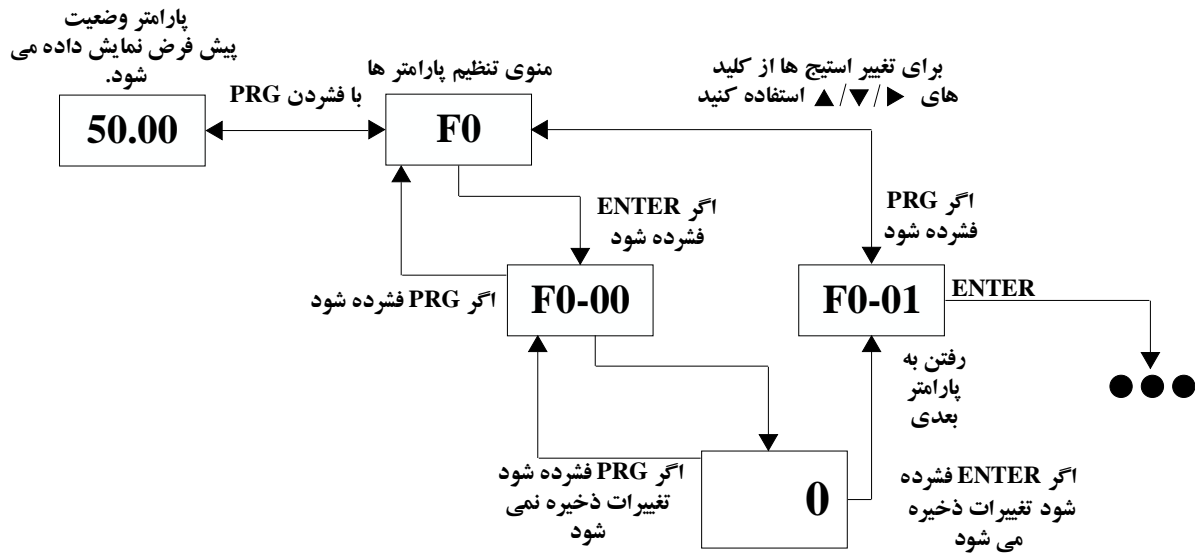 پارامتر وضعیت
پیش فرض نمایش داده می
شود.
50.00
با فشردن PRG
منوی تنظیم پارامتر ها
F0
برای تغییر استیج ها از کلید
های ▲/▼/▶ استفاده کنید
اگر ENTER
فشرده شود
اگر PRG
فشرده شود
اگر PRG فشرده شود
F0-00
F0-01
ENTER
رفتن به
پارامتر
بعدی
●●●
اگر PRG فشرده شود
تغییرات ذخیره نمی
شود
0
اگر ENTER فشرده
شود تغییرات ذخیره
می شود